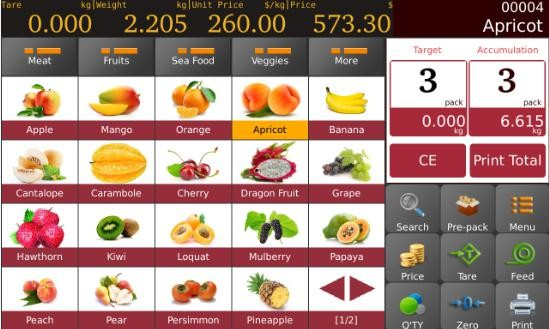 Tare kg|Weight kg|Unit Price $/kg|Price $
0.000 2.205 260.00 573.30
00004
Apricot
Meat Fruits Sea Food Veggies More
Target Accumulation
3 3
pack pack
0.000 6.615
kg kg
Apple Mango Orange Apricot Banana
CE Print Total
Cantalope Carambole Cherry Dragon Fruit Grape
Search Pre-pack Menu
Hawthorn Kiwi Loquat Mulberry Papaya
Price Tare Feed
Peach Pear Persimmon Pineapple [1/2]
Q'TY Zero Print